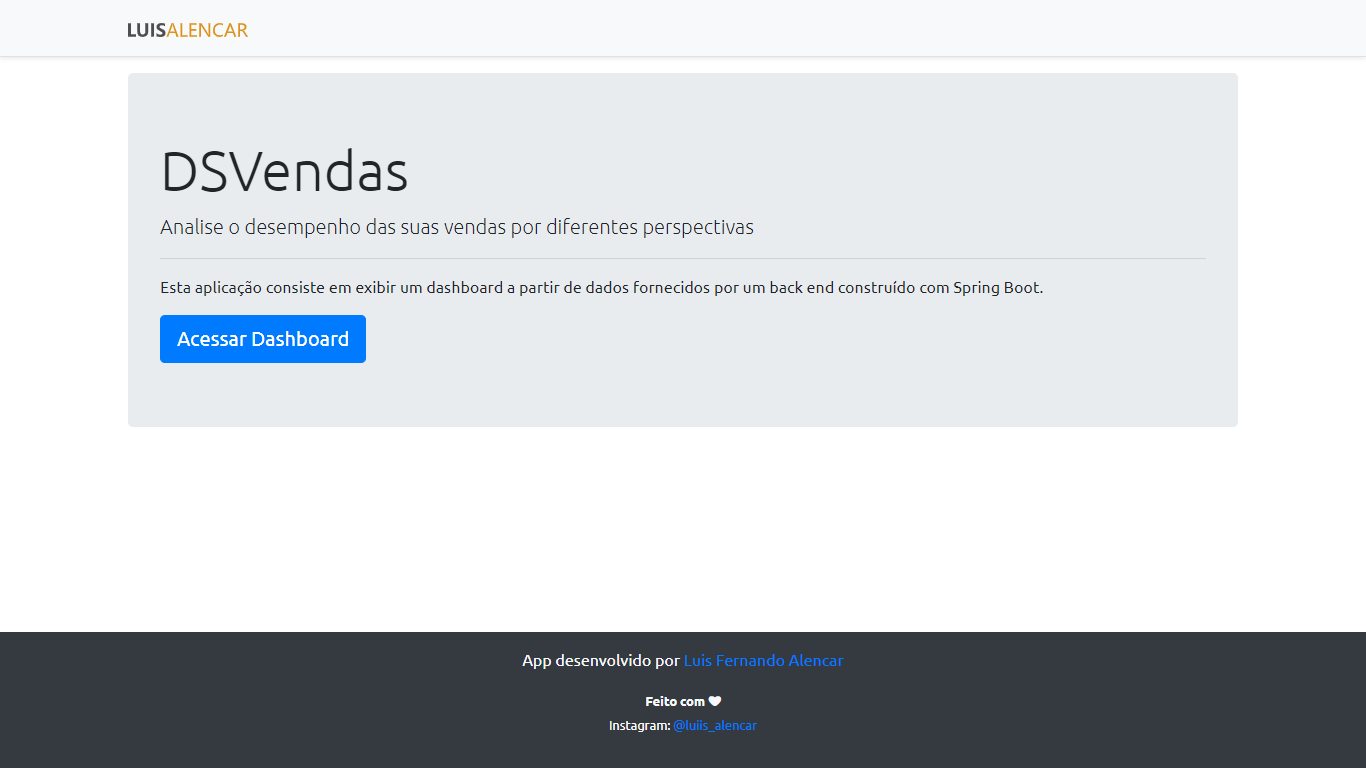 LUISALENCAR
DSVendas
Analise o desempenho das suas vendas por diferentes perspectivas
Esta aplicação consiste em exibir um dashboard a partir de dados fornecidos por um back end construído com Spring Boot.
Acessar Dashboard
App desenvolvido por Luis Fernando Alencar
Feito com
Instagram: @luiis_alencar